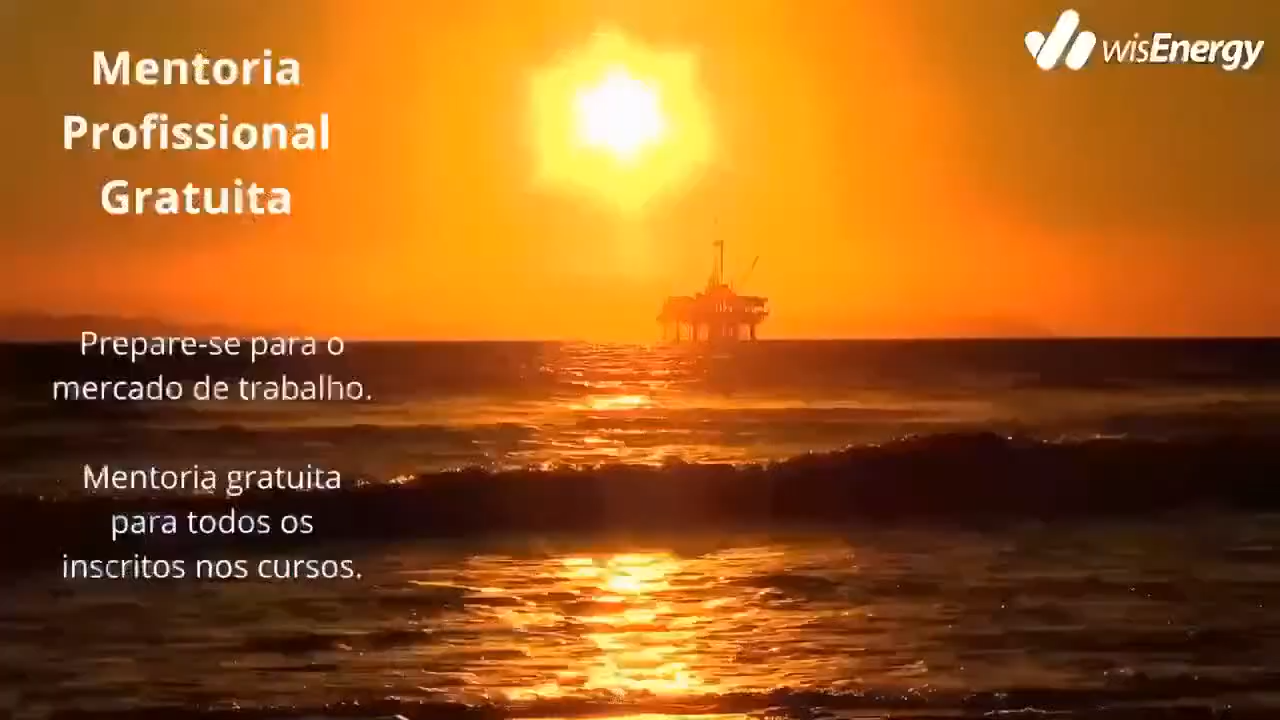 Mentoria
Profissional
Gratuita
wisEnergy
Prepare-se para o
mercado de trabalho.
Mentoria gratuita
para todos os
inscritos nos cursos.